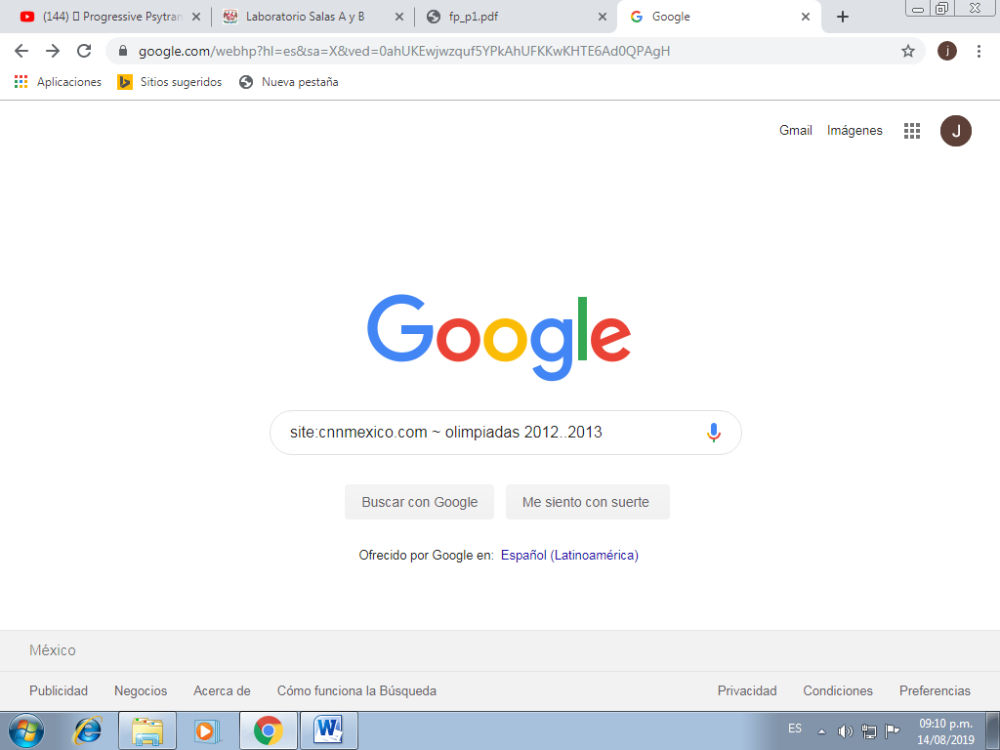 (144) Progressive Psytran
Laboratorio Salas A y B
fp_p1.pdf
Google
google.com/webhp?hl=es&sa=X&ved=0ahUKEwjwzquf5YPkAhUFKKwKHTE6Ad0QPAgH
j
Aplicaciones
Sitios sugeridos
Nueva pestaña
Gmail
Imágenes
J
Google
site:cnnmexico.com ~ olimpiadas 2012..2013
Buscar con Google
Me siento con suerte
Ofrecido por Google en: Español (Latinoamérica)
México
Publicidad
Negocios
Acerca de
Cómo funciona la Búsqueda
Privacidad
Condiciones
Preferencias
ES
09:10 p.m.
14/08/2019